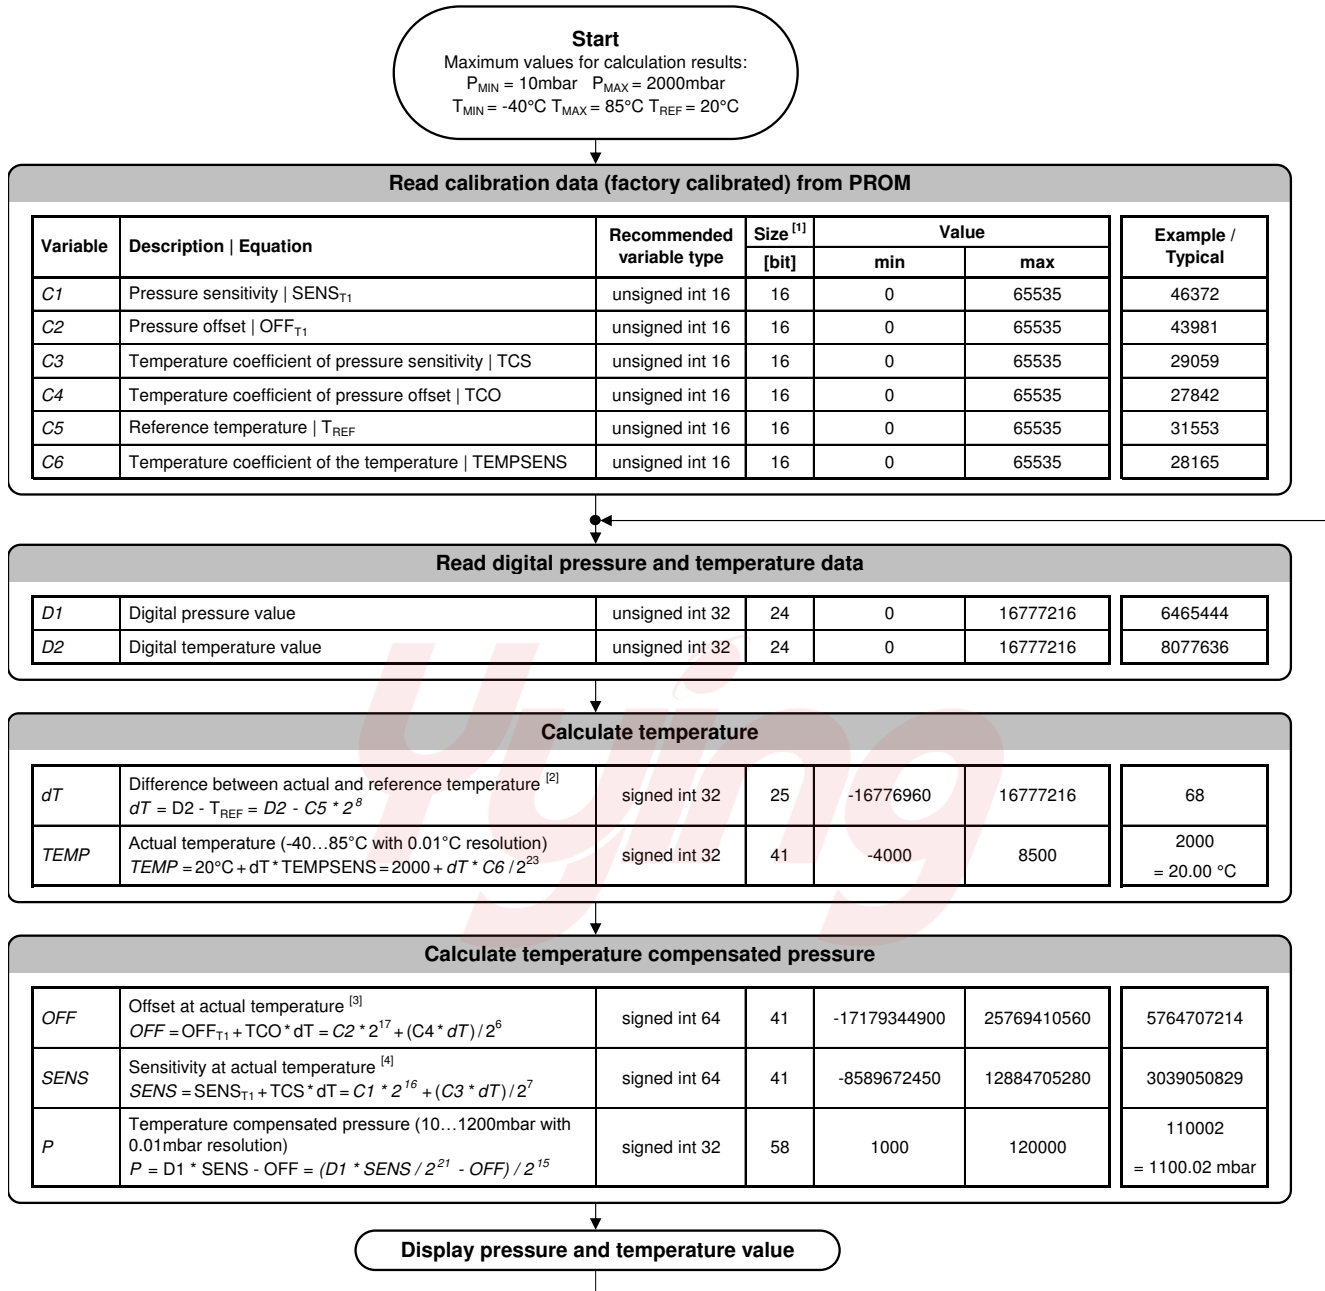 Start
Maximum values for calculation results:
P_MIN = 10mbar P_MAX = 2000mbar
T_MIN = -40°C T_MAX = 85°C T_REF = 20°C
Read calibration data (factory calibrated) from PROM
Variable Description | Equation Recommended variable type Size [1] [bit] Value min max Example / Typical
C1 Pressure sensitivity | SENS_T1 unsigned int 16 16 0 65535 46372
C2 Pressure offset | OFF_T1 unsigned int 16 16 0 65535 43981
C3 Temperature coefficient of pressure sensitivity | TCS unsigned int 16 16 0 65535 29059
C4 Temperature coefficient of pressure offset | TCO unsigned int 16 16 0 65535 27842
C5 Reference temperature | T_REF unsigned int 16 16 0 65535 31553
C6 Temperature coefficient of the temperature | TEMPSENS unsigned int 16 16 0 65535 28165
Read digital pressure and temperature data
D1 Digital pressure value unsigned int 32 24 0 16777216 6465444
D2 Digital temperature value unsigned int 32 24 0 16777216 8077636
Yying
Calculate temperature
dT Difference between actual and reference temperature [2]
dT = D2 - T_REF = D2 - C5 * 2^8 signed int 32 25 -16776960 16777216 68
TEMP Actual temperature (-40…85°C with 0.01°C resolution)
TEMP = 20°C + dT * TEMPSENS = 2000 + dT * C6 / 2^23 signed int 32 41 -4000 8500 2000
= 20.00 °C
Calculate temperature compensated pressure
OFF Offset at actual temperature [3]
OFF = OFF_T1 + TCO * dT = C2 * 2^17 + (C4 * dT) / 2^6 signed int 64 41 -17179344900 25769410560 5764707214
SENS Sensitivity at actual temperature [4]
SENS = SENS_T1 + TCS * dT = C1 * 2^16 + (C3 * dT) / 2^7 signed int 64 41 -8589672450 12884705280 3039050829
P Temperature compensated pressure (10…1200mbar with
0.01mbar resolution)
P = D1 * SENS - OFF = (D1 * SENS / 2^21 - OFF) / 2^15 signed int 32 58 1000 120000 110002
= 1100.02 mbar
Display pressure and temperature value